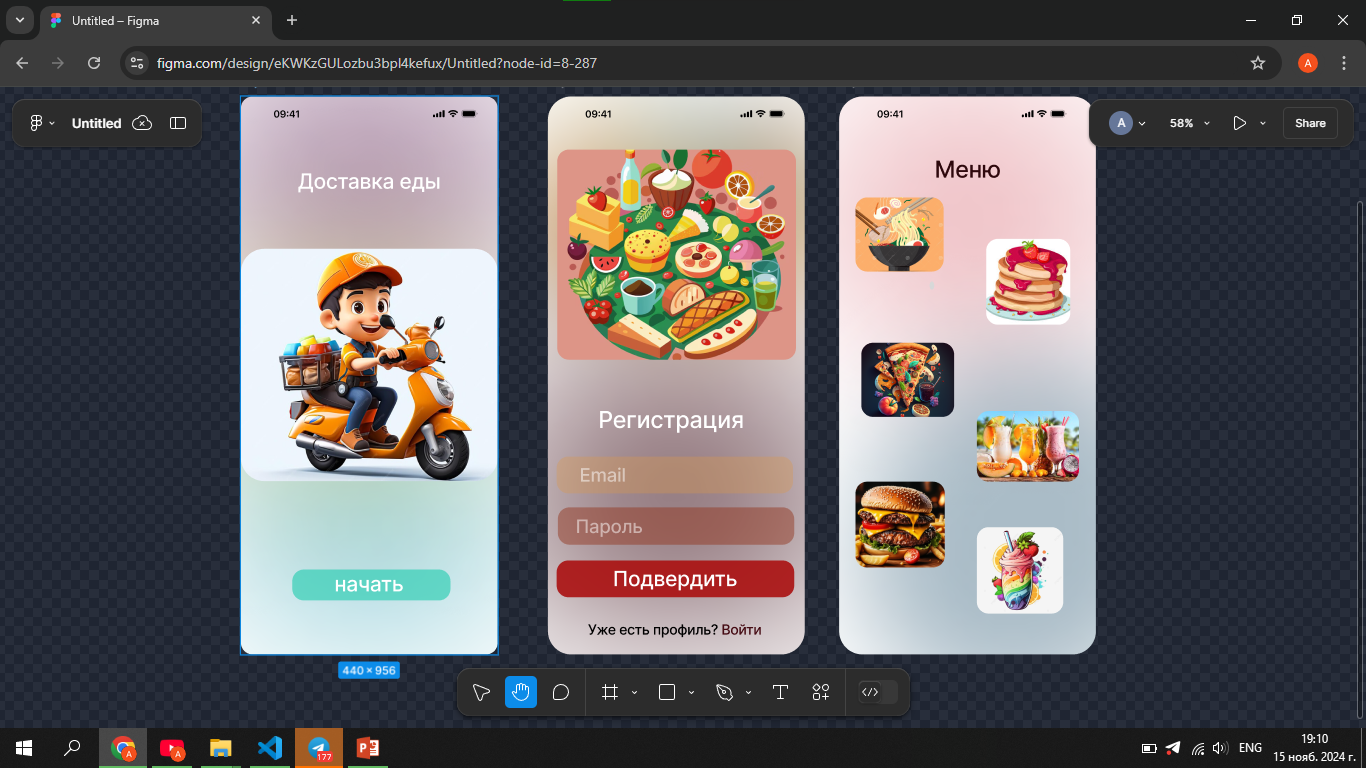 Untitled – Figma
figma.com/design/eKWKzGULozbu3bpl4kefux/Untitled?node-id=8-287
A
Untitled
A
58%
Share
09:41
Доставка еды
начать
440 × 956
09:41
Регистрация
Email
Пароль
Подвердить
Уже есть профиль? Войти
09:41
Меню
A
A
177
ENG
19:10
15 нояб. 2024 г.